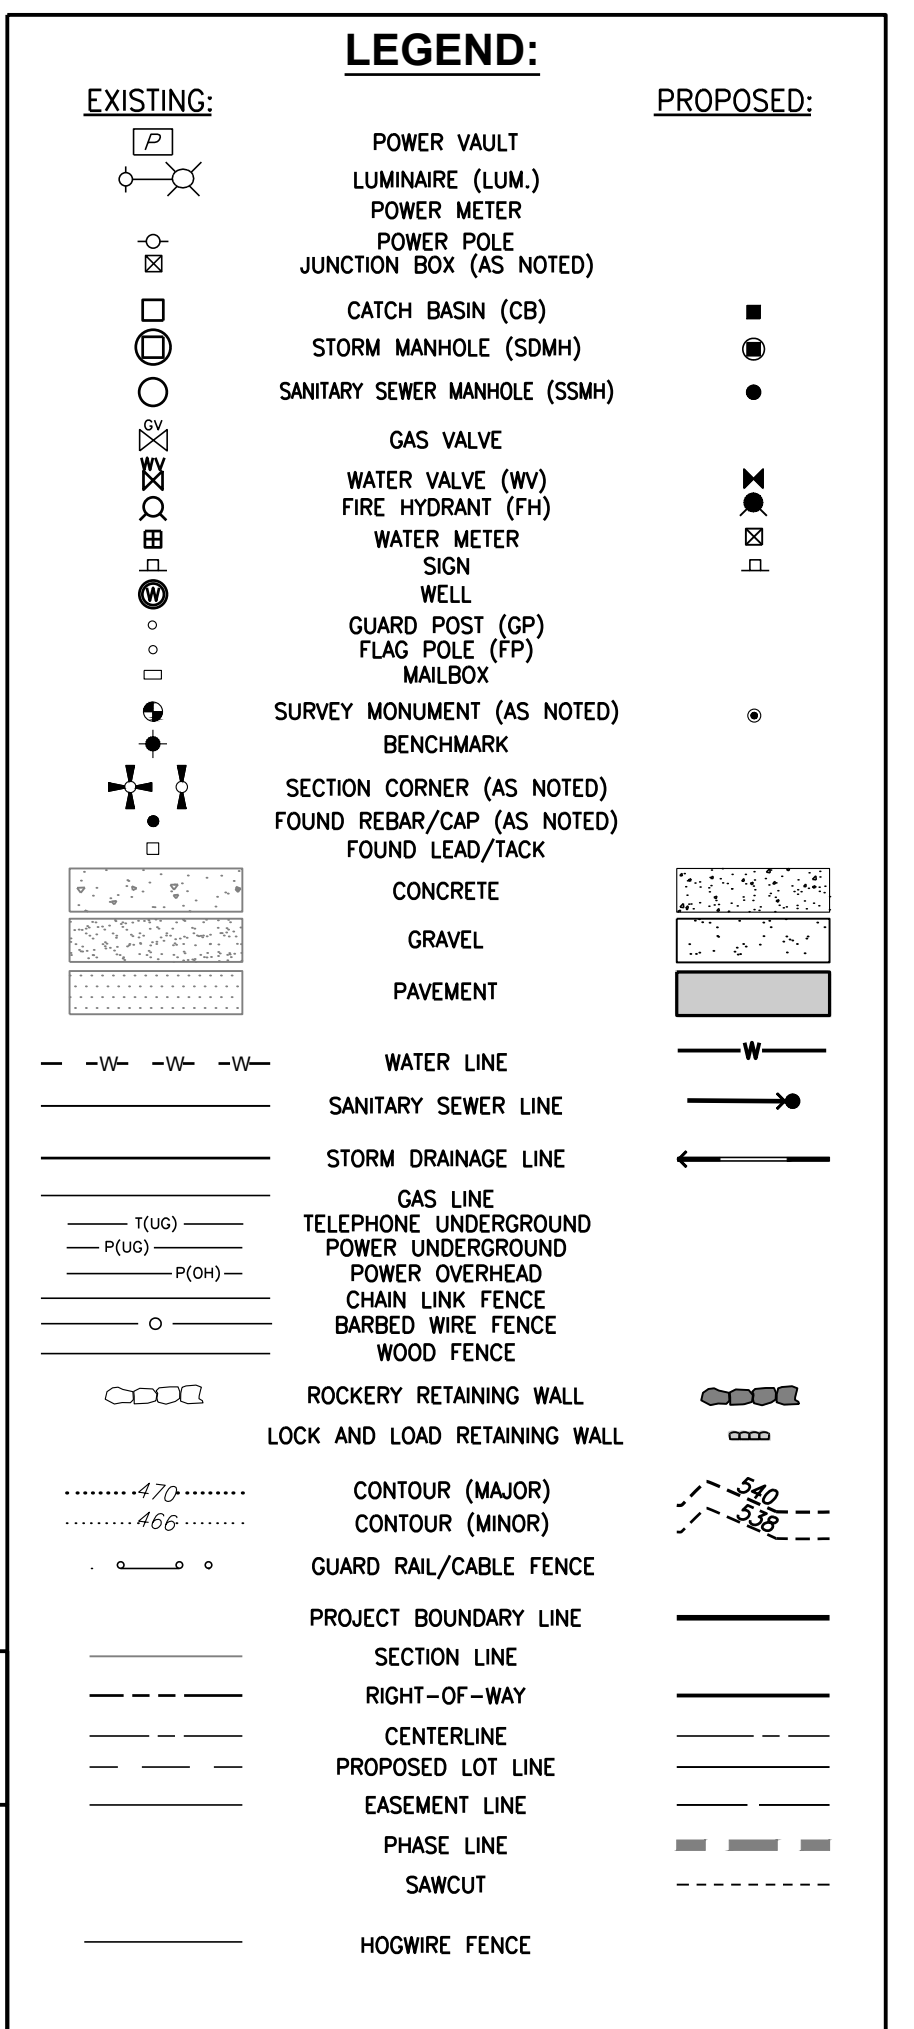 LEGEND:
EXISTING: PROPOSED:
P POWER VAULT
LUMINAIRE (LUM.)
POWER METER
POWER POLE
JUNCTION BOX (AS NOTED)
CATCH BASIN (CB)
STORM MANHOLE (SDMH)
SANITARY SEWER MANHOLE (SSMH)
GV
GAS VALVE
WV
WATER VALVE (WV)
FIRE HYDRANT (FH)
WATER METER
SIGN
W WELL
GUARD POST (GP)
FLAG POLE (FP)
MAILBOX
SURVEY MONUMENT (AS NOTED)
BENCHMARK
SECTION CORNER (AS NOTED)
FOUND REBAR/CAP (AS NOTED)
FOUND LEAD/TACK
CONCRETE
GRAVEL
PAVEMENT
W W W WATER LINE W
SANITARY SEWER LINE
STORM DRAINAGE LINE
GAS LINE
T(UG) TELEPHONE UNDERGROUND
P(UG) POWER UNDERGROUND
P(OH) POWER OVERHEAD
CHAIN LINK FENCE
BARBED WIRE FENCE
WOOD FENCE
ROCKERY RETAINING WALL
LOCK AND LOAD RETAINING WALL
470 CONTOUR (MAJOR) 540
466 CONTOUR (MINOR) 538
GUARD RAIL/CABLE FENCE
PROJECT BOUNDARY LINE
SECTION LINE
RIGHT-OF-WAY
CENTERLINE
PROPOSED LOT LINE
EASEMENT LINE
PHASE LINE
SAWCUT
HOGWIRE FENCE